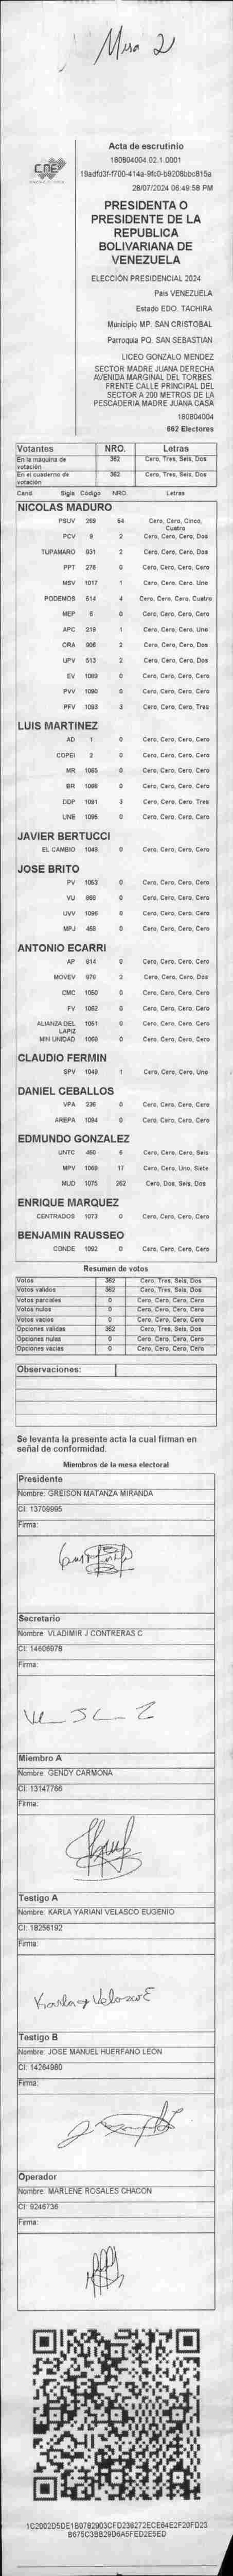 Mesa 2
CNE
Acta de escrutinio
180804004.02.1.0001
28/07/2024 06:49:58 PM
PRESIDENTA O
PRESIDENTE DE LA
REPUBLICA
BOLIVARIANA DE
VENEZUELA
ELECCIÓN PRESIDENCIAL 2024
País VENEZUELA
Estado EDO. TACHIRA
Municipio MP. SAN CRISTOBAL
Parroquia PQ. SAN SEBASTIAN
LICEO GONZALO MENDEZ
SECTOR MADRE JUANA DERECHA
AVENIDA MARGINAL DEL TORBES
FRENTE CALLE PRINCIPAL DEL
SECTOR A 200 METROS DE LA
PESCADERIA MADRE JUANA CASA
180804004
662 Electores
Votantes NRO. Letras
En la maquina de votación 362 Cero, Tres, Seis, Dos
En el cuaderno de votación 362 Cero, Tres, Seis, Dos
Cand Sigla Código NRO. Letras
NICOLAS MADURO
PSUV 269 54 Cero, Cero, Cinco, Cuatro
PCV 9 2 Cero, Cero, Cero, Dos
TUPAMARO 931 2 Cero, Cero, Cero, Dos
PPT 276 0 Cero, Cero, Cero, Cero
MSV 1017 1 Cero, Cero, Cero, Uno
PODEMOS 514 4 Cero, Cero, Cero, Cuatro
MEP 6 0 Cero, Cero, Cero, Cero
APC 219 1 Cero, Cero, Cero, Uno
ORA 906 2 Cero, Cero, Cero, Dos
UPV 513 2 Cero, Cero, Cero, Dos
EV 1089 0 Cero, Cero, Cero, Cero
PVV 1090 0 Cero, Cero, Cero, Cero
PFV 1093 3 Cero, Cero, Cero, Tres
LUIS MARTINEZ
AD 1 0 Cero, Cero, Cero, Cero
COPEI 2 0 Cero, Cero, Cero, Cero
MR 1065 0 Cero, Cero, Cero, Cero
BR 1066 0 Cero, Cero, Cero, Cero
DDP 1091 3 Cero, Cero, Cero, Tres
UNE 1095 0 Cero, Cero, Cero, Cero
JAVIER BERTUCCI
EL CAMBIO 1048 0 Cero, Cero, Cero, Cero
JOSE BRITO
PV 1053 0 Cero, Cero, Cero, Cero
VU 969 0 Cero, Cero, Cero, Cero
UVV 1096 0 Cero, Cero, Cero, Cero
MPJ 458 0 Cero, Cero, Cero, Cero
ANTONIO ECARRI
AP 914 0 Cero, Cero, Cero, Cero
MOVEV 979 2 Cero, Cero, Cero, Dos
CMC 1050 0 Cero, Cero, Cero, Cero
FV 1062 0 Cero, Cero, Cero, Cero
ALIANZA DEL LAPIZ 1061 0 Cero, Cero, Cero, Cero
MIN UNIDAD 1068 0 Cero, Cero, Cero, Cero
CLAUDIO FERMIN
SPV 1049 1 Cero, Cero, Cero, Uno
DANIEL CEBALLOS
VPA 236 0 Cero, Cero, Cero, Cero
AREPA 1094 0 Cero, Cero, Cero, Cero
EDMUNDO GONZALEZ
UNTC 460 6 Cero, Cero, Cero, Seis
MPV 1069 17 Cero, Cero, Uno, Siete
MUD 1075 262 Cero, Dos, Seis, Dos
ENRIQUE MARQUEZ
CENTRADOS 1073 0 Cero, Cero, Cero, Cero
BENJAMIN RAUSSEO
CONDE 1092 0 Cero, Cero, Cero, Cero
Resumen de votos
Votos 362 Cero, Tres, Seis, Dos
Votos validos 362 Cero, Tres, Seis, Dos
Votos parciales 0 Cero, Cero, Cero, Cero
Votos nulos 0 Cero, Cero, Cero, Cero
Votos vacios 0 Cero, Cero, Cero, Cero
Opciones validas 362 Cero, Tres, Seis, Dos
Opciones nulas 0 Cero, Cero, Cero, Cero
Opciones vacias 0 Cero, Cero, Cero, Cero
Observaciones:
Se levanta la presente acta la cual firman en
señal de conformidad.
Miembros de la mesa electoral
Presidente
Nombre: GREISON MATANZA MIRANDA
CI: 13709995
Firma:
Secretario
Nombre: VLADIMIR J CONTRERAS C
CI: 14606978
Firma:
Miembro A
Nombre: GENDY CARMONA
CI: 13147766
Firma:
Testigo A
Nombre: KARLA YARIANI VELASCO EUGENIO
CI: 18256192
Firma:
Testigo B
Nombre: JOSE MANUEL HUERFANO LEON
CI: 14264980
Firma:
Operador
Nombre: MARLENE ROSALES CHACON
CI: 9246736
Firma: